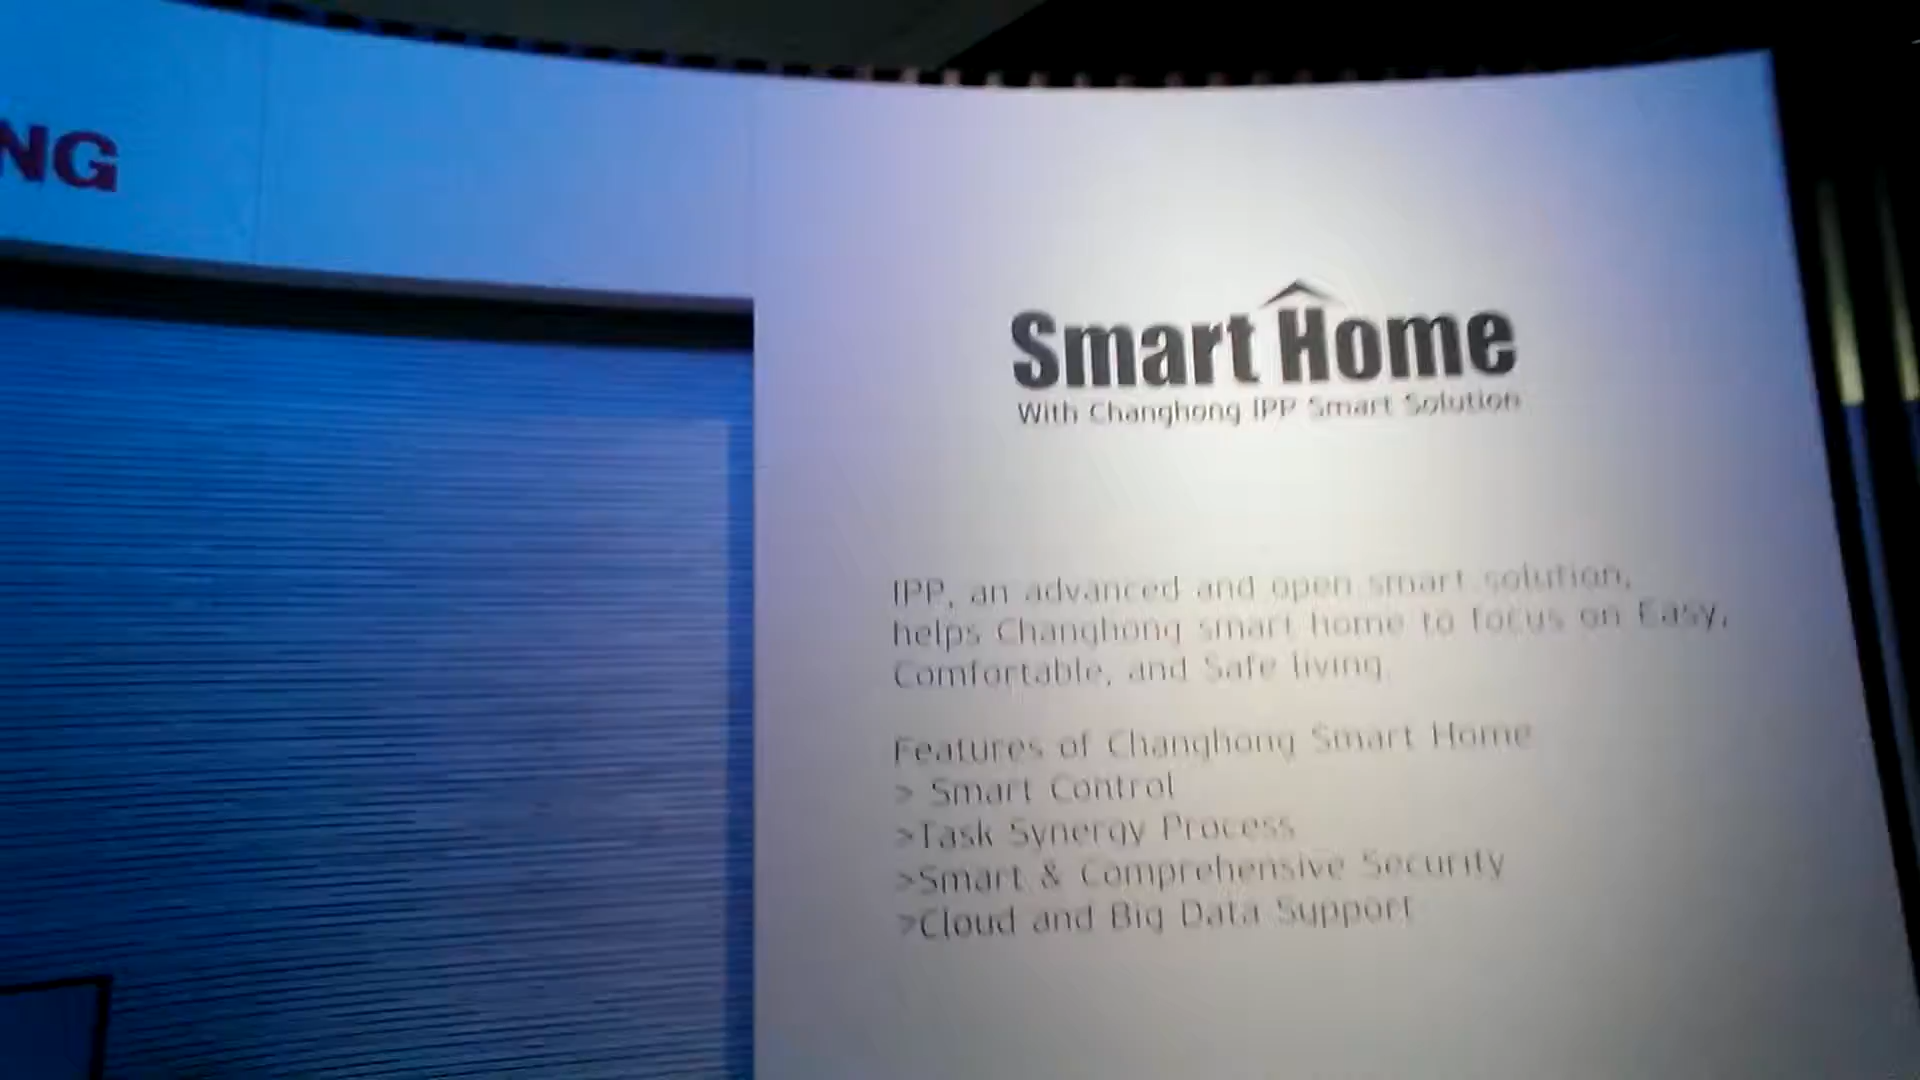 NG
Smart Home
With Changhong IPP Smart Solution
IPP, an advanced and open smart solution,
helps Changhong smart home to focus on Easy,
Comfortable, and Safe living.
Features of Changhong Smart Home
> Smart Control
>Task Synergy Process
>Smart & Comprehensive Security
>Cloud and Big Data Support